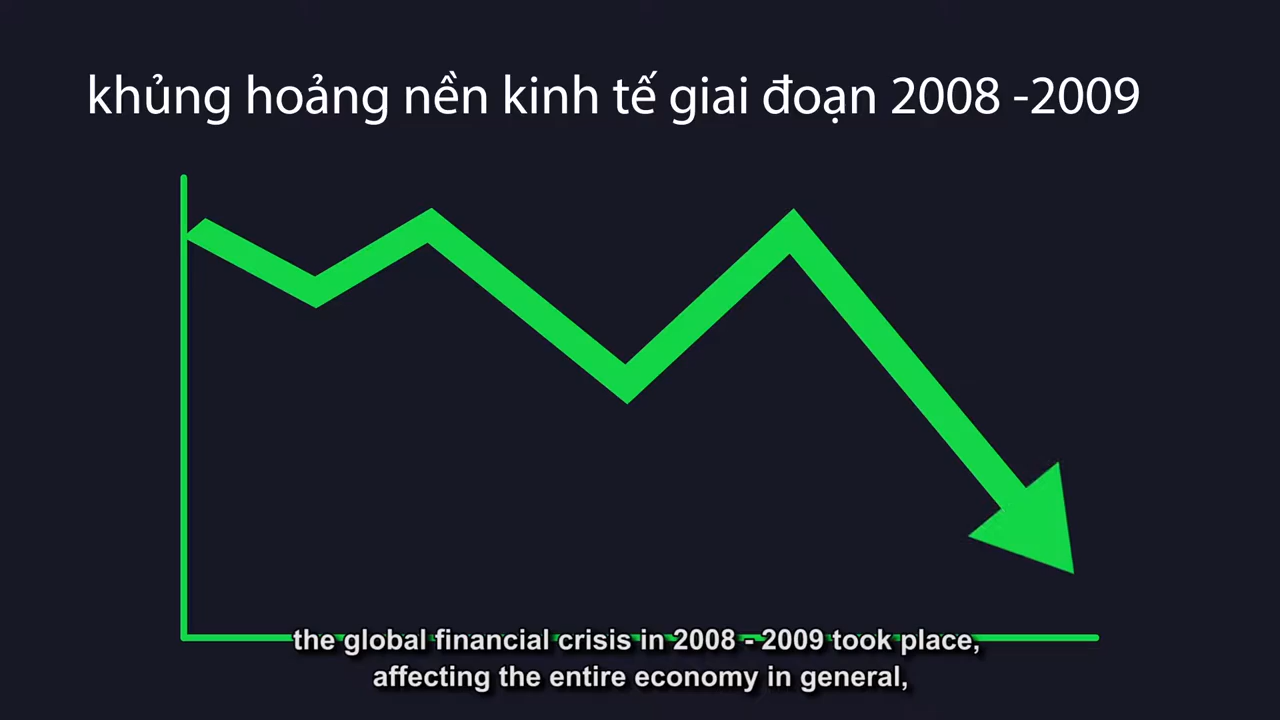 khủng hoảng nền kinh tế giai đoạn 2008 -2009
the global financial crisis in 2008 - 2009 took place,
affecting the entire economy in general,